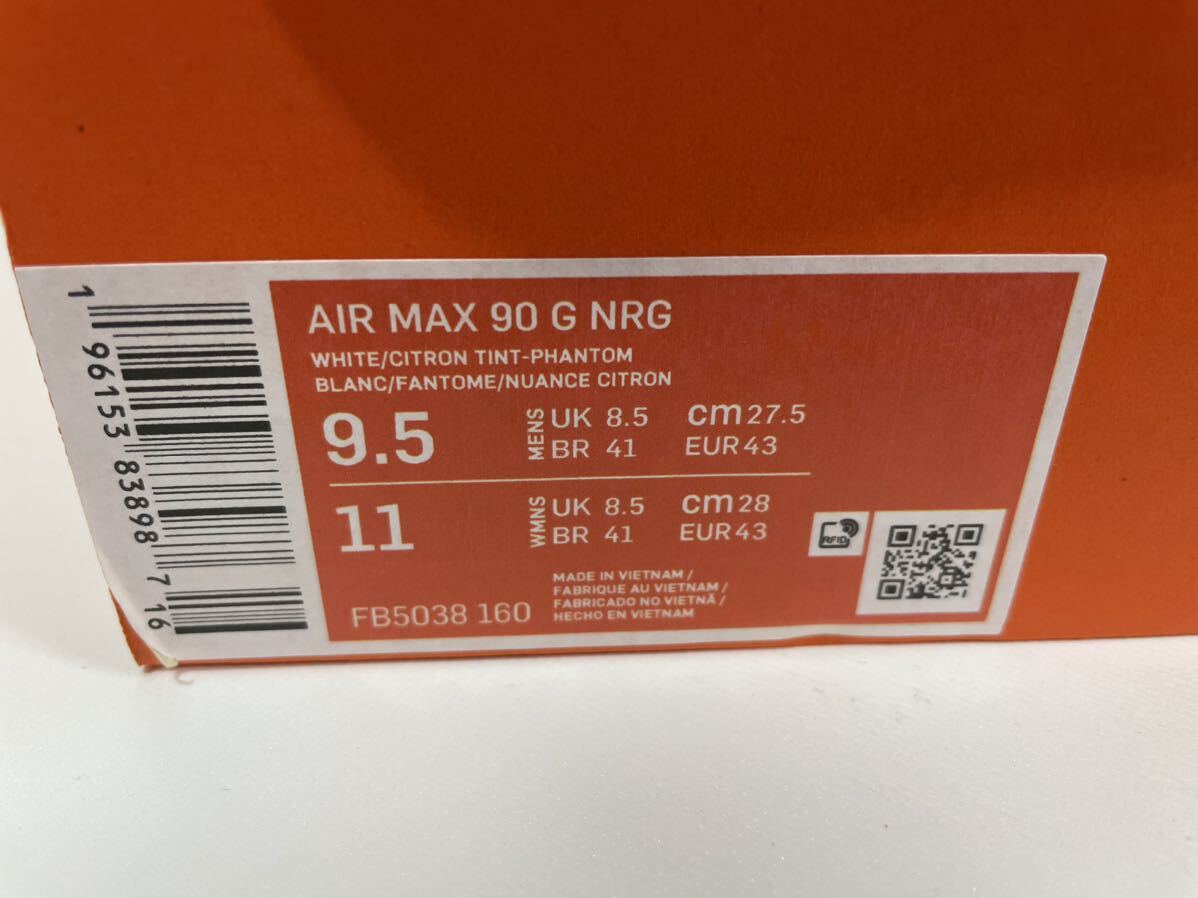 1 96153 83898 7 16
AIR MAX 90 G NRG
WHITE/CITRON TINT-PHANTOM
BLANC/FANTOME/NUANCE CITRON
9.5 MENS UK 8.5 cm 27.5
BR 41 EUR 43
11 WMNS UK 8.5 cm 28
BR 41 EUR 43
RFID
MADE IN VIETNAM /
FABRIQUE AU VIETNAM /
FABRICADO NO VIETNÃ /
HECHO EN VIETNAM
FB5038 160